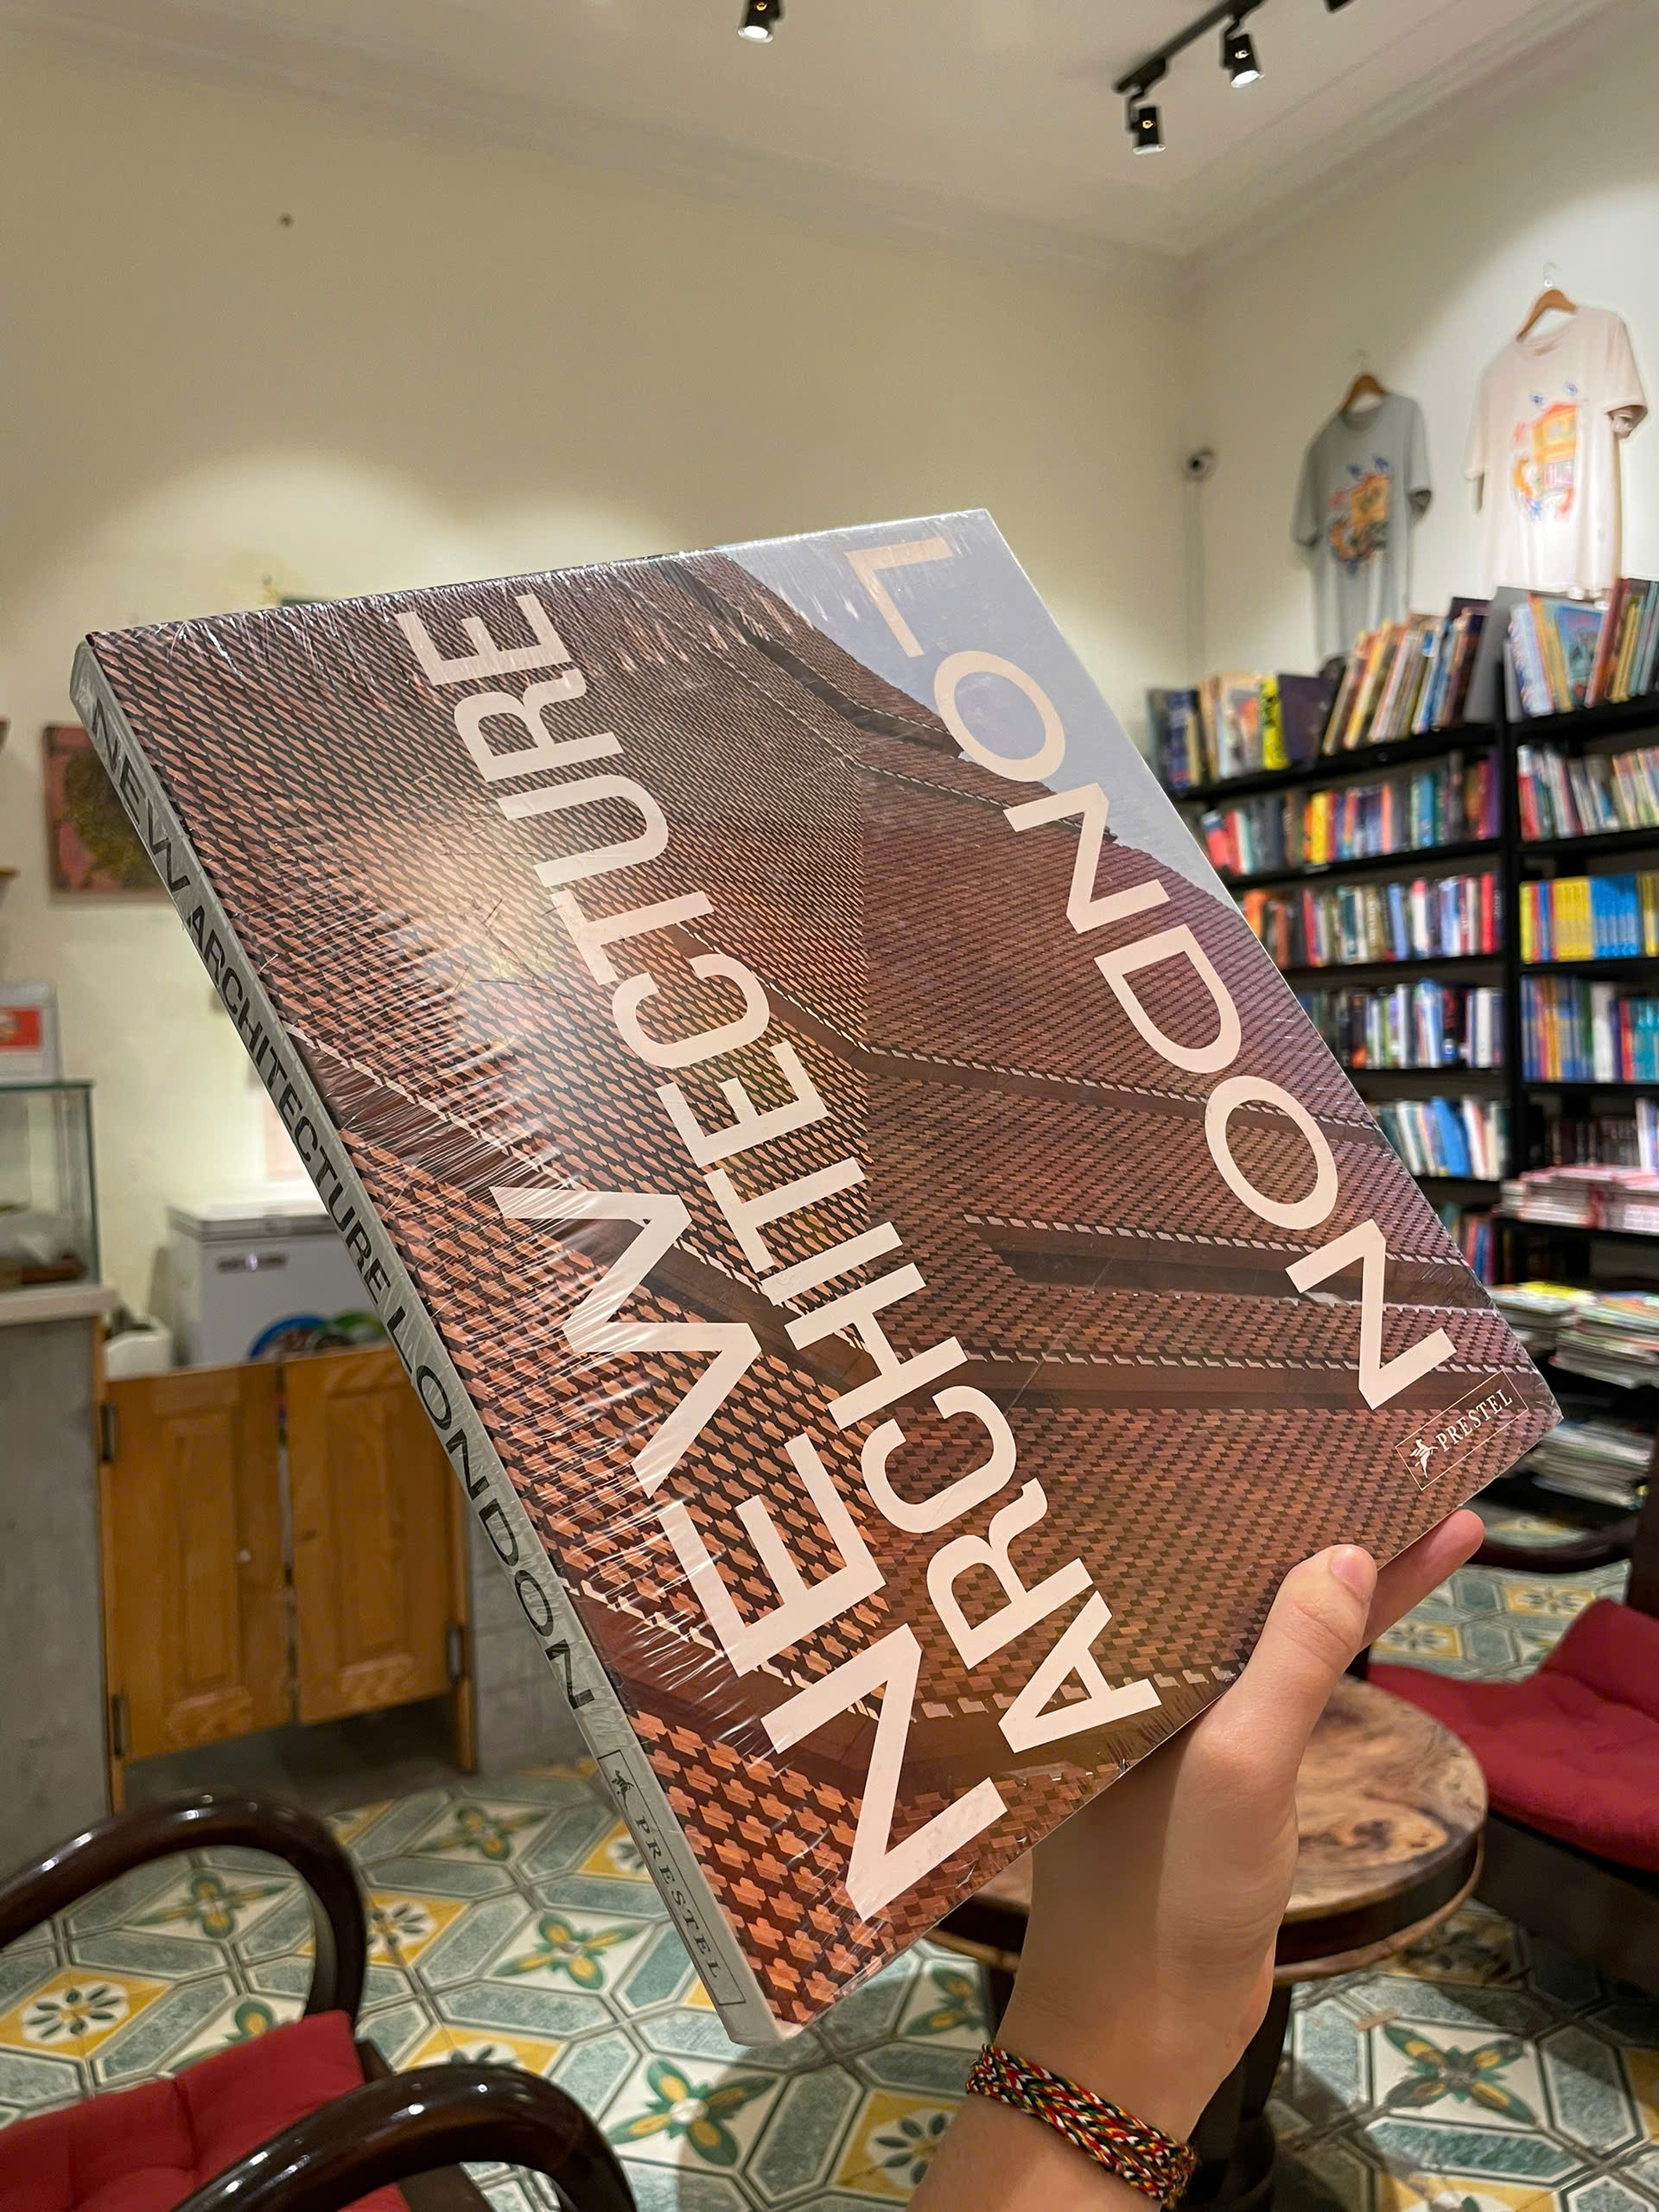 NEW
ARCHITECTURE
LONDON
PRESTEL
NEW ARCHITECTURE LONDON
PRESTEL